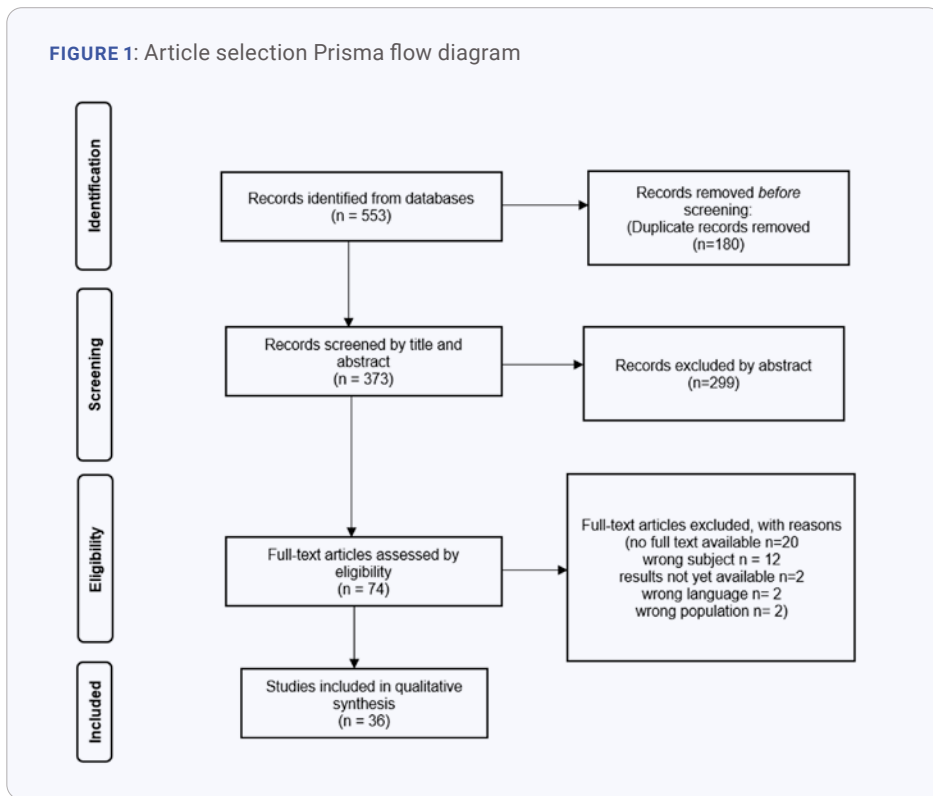 FIGURE 1: Article selection Prisma flow diagram
Identification
Records identified from databases
(n = 553)
Records removed before
screening:
(Duplicate records removed
(n=180)
Screening
Records screened by title and
abstract
(n = 373)
Records excluded by abstract
(n=299)
Eligibility
Full-text articles assessed by
eligibility
(n = 74)
Full-text articles excluded, with reasons
(no full text available n=20
wrong subject n = 12
results not yet available n=2
wrong language n= 2
wrong population n= 2)
Included
Studies included in qualitative
synthesis
(n = 36)